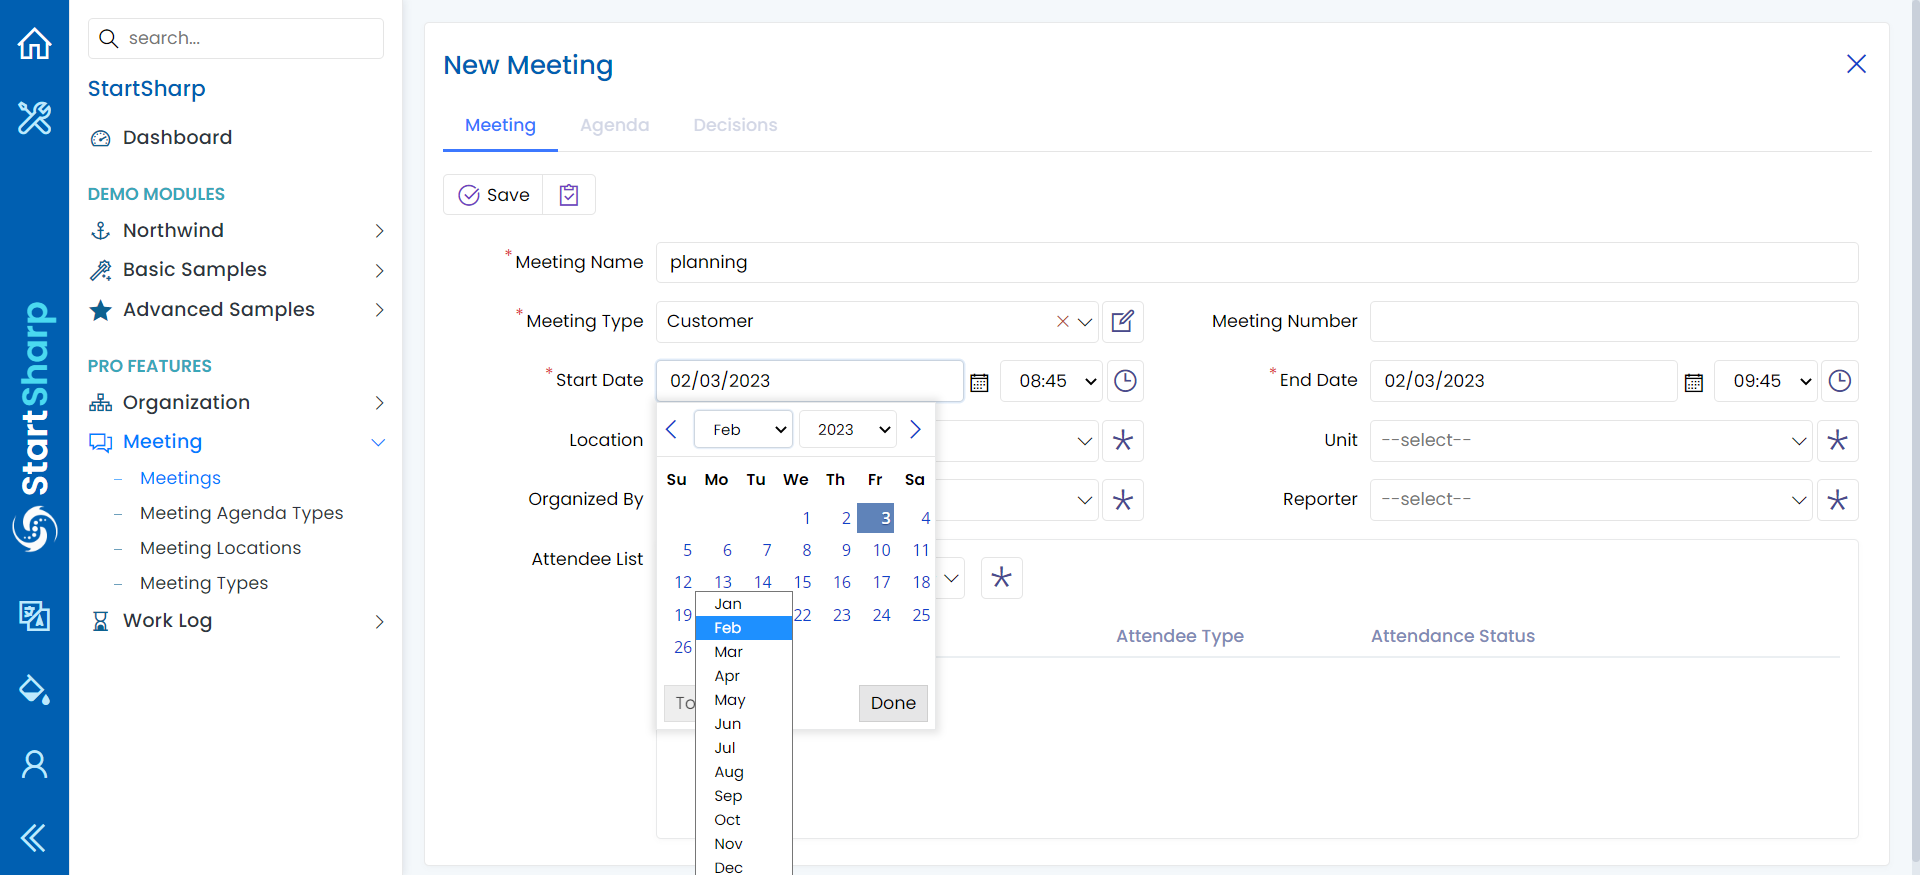 search...
StartSharp
Dashboard
DEMO MODULES
Northwind
Basic Samples
Advanced Samples
PRO FEATURES
Organization
Meeting
Meetings
Meeting Agenda Types
Meeting Locations
Meeting Types
Work Log
StartSharp
New Meeting
Meeting Agenda Decisions
Save
* Meeting Name planning
* Meeting Type Customer
Meeting Number
* Start Date 02/03/2023 08:45
* End Date 02/03/2023 09:45
Location
Unit --select--
Organized By
Reporter --select--
Attendee List
Attendee Type Attendance Status
Feb 2023
Su Mo Tu We Th Fr Sa
1 2 3 4
5 6 7 8 9 10 11
12 13 14 15 16 17 18
19 22 23 24 25
26
To
Done
Jan
Feb
Mar
Apr
May
Jun
Jul
Aug
Sep
Oct
Nov
Dec